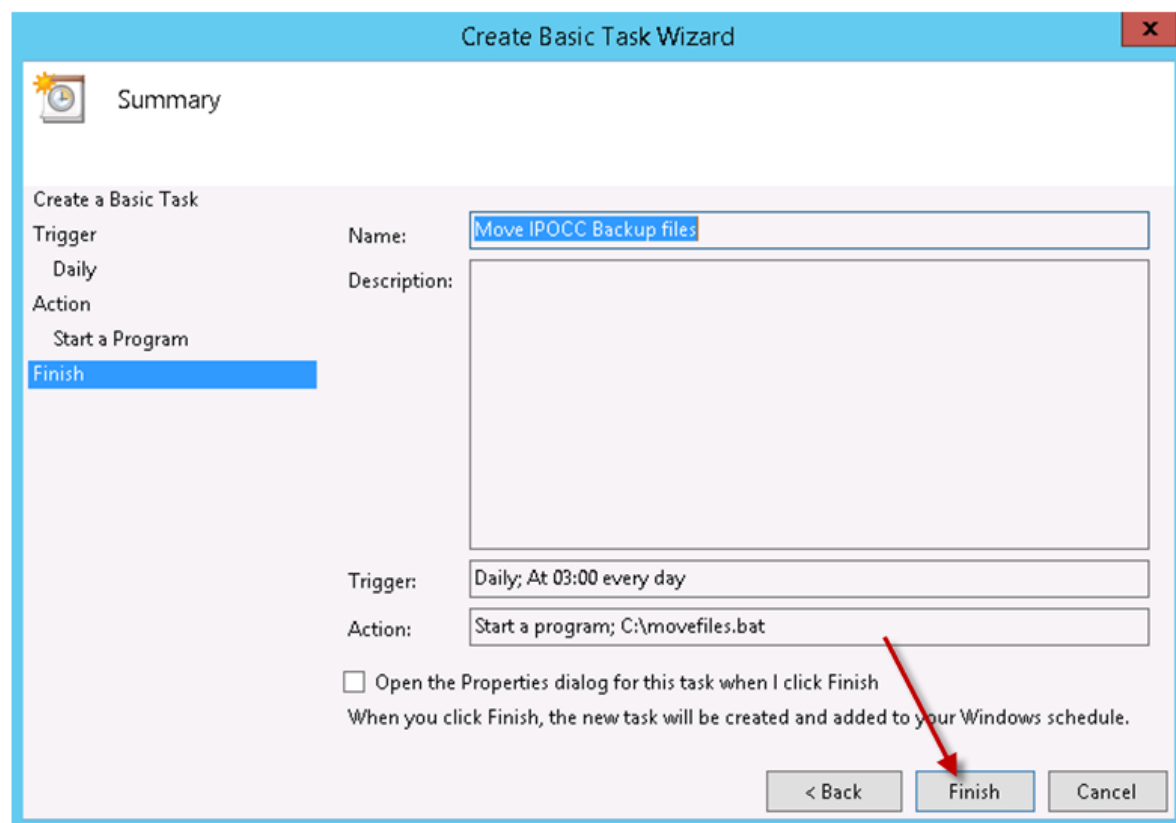 Create Basic Task Wizard
x
Summary
Create a Basic Task
Trigger
Daily
Action
Start a Program
Finish
Name:
Move IPOCC Backup files
Description:
Trigger:
Daily; At 03:00 every day
Action:
Start a program; C:\movefiles.bat
Open the Properties dialog for this task when I click Finish
When you click Finish, the new task will be created and added to your Windows schedule.
< Back
Finish
Cancel